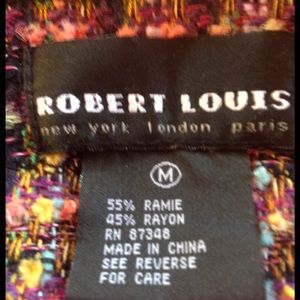 ROBERT LOUIS
new york london paris
M
55% RAMIE
45% RAYON
RN 87348
MADE IN CHINA
SEE REVERSE
FOR CARE